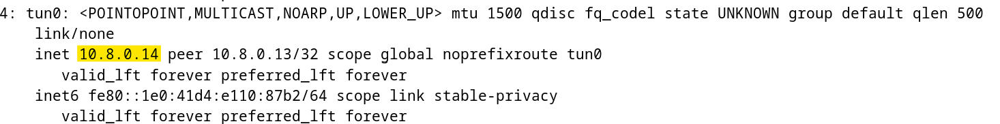 4: tun0: <POINTOPOINT,MULTICAST,NOARP,UP,LOWER_UP> mtu 1500 qdisc fq_codel state UNKNOWN group default qlen 500
link/none
inet 10.8.0.14 peer 10.8.0.13/32 scope global noprefixroute tun0
valid_lft forever preferred_lft forever
inet6 fe80::1e0:41d4:e110:87b2/64 scope link stable-privacy
valid_lft forever preferred_lft forever